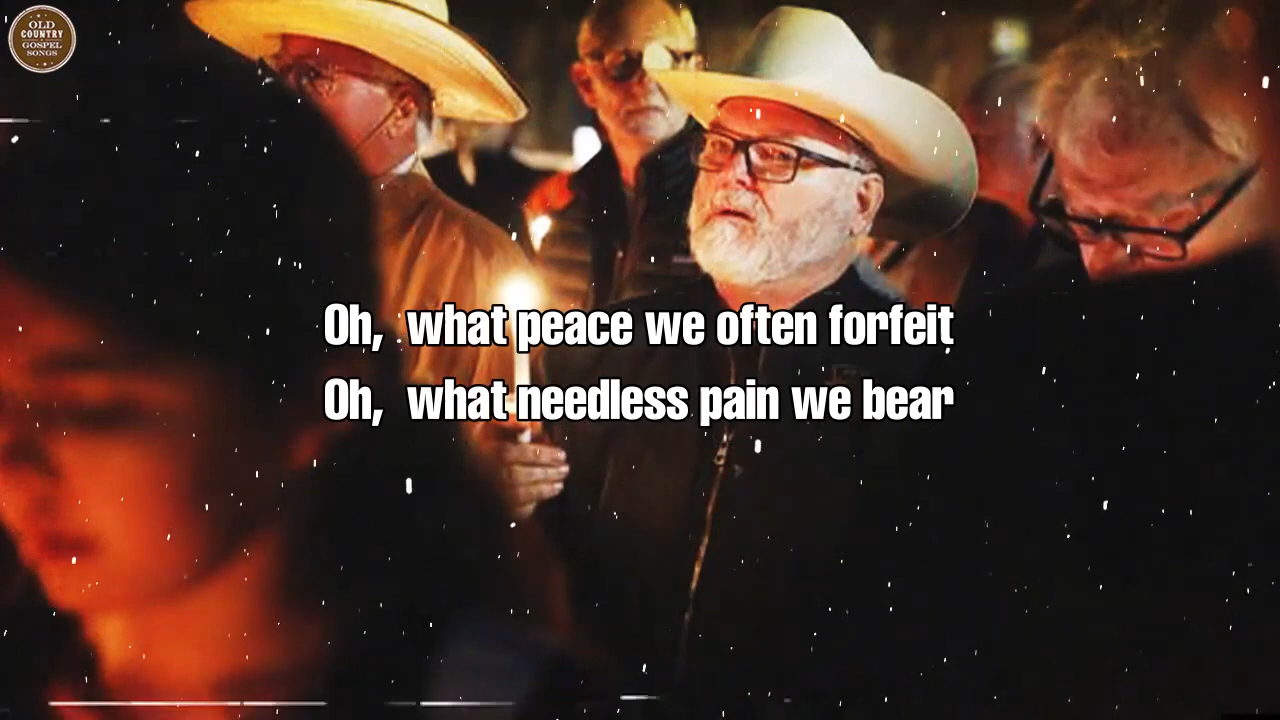 OLD
COUNTRY
GOSPEL
SONGS
Oh, what peace we often forfeit
Oh, what needless pain we bear